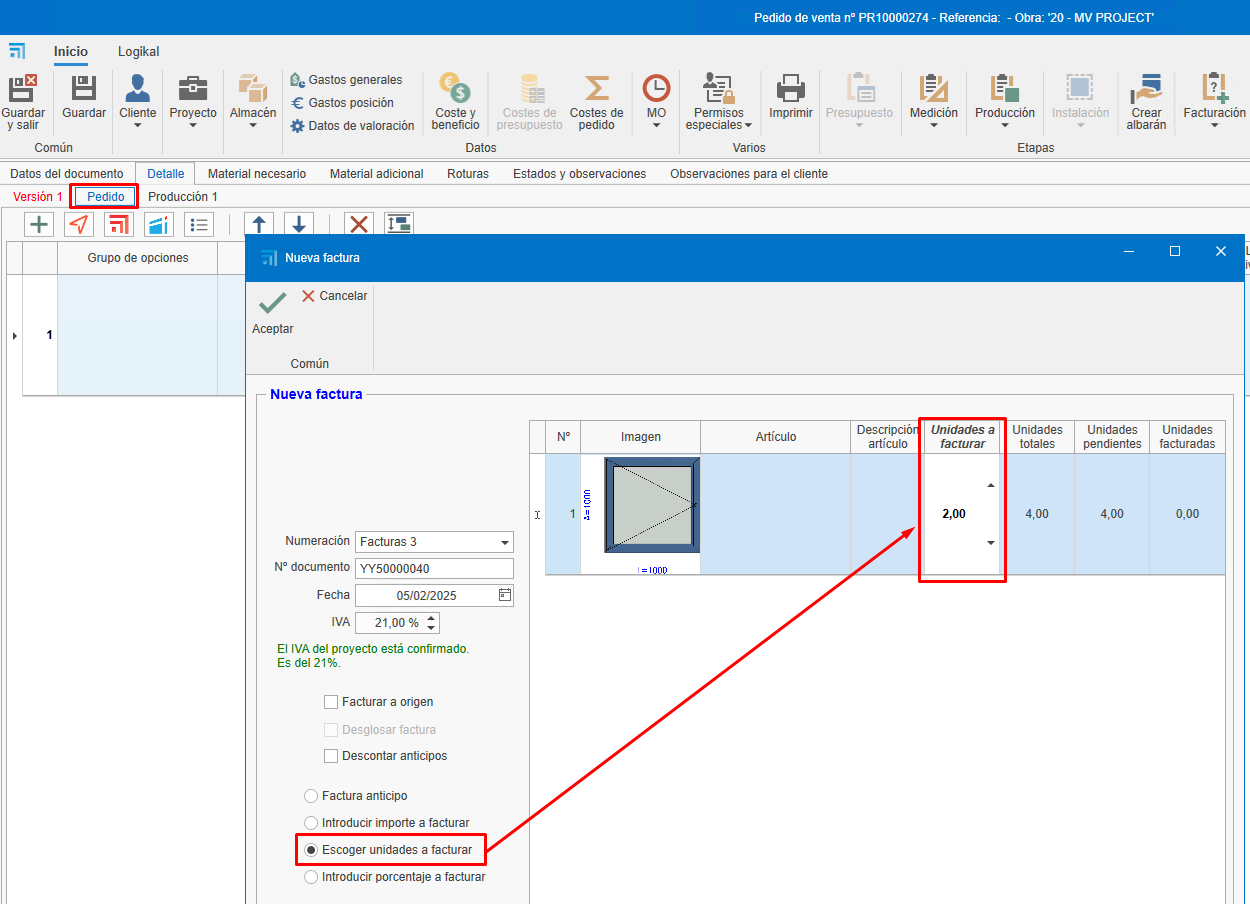 Pedido de venta nº PR10000274 - Referencia:  - Obra: '20 - MV PROJECT'
Inicio
Logikal
Guardar y salir
Guardar
Cliente
Proyecto
Almacén
Gastos generales
Gastos posición
Datos de valoración
Coste y beneficio
Costes de presupuesto
Costes de pedido
MO
Permisos especiales
Imprimir
Presupuesto
Medición
Producción
Instalación
Crear albarán
Facturación
Común
Datos
Varios
Etapas
Datos del documento
Detalle
Material necesario
Material adicional
Roturas
Estados y observaciones
Observaciones para el cliente
Versión 1
Pedido
Producción 1
Grupo de opciones
1
Nueva factura
Aceptar
Cancelar
Común
Nueva factura
Nº
Imagen
Artículo
Descripción artículo
Unidades a facturar
Unidades totales
Unidades pendientes
Unidades facturadas
1
A=1000
L=1000
2,00
4,00
4,00
0,00
Numeración
Facturas 3
Nº documento
YY50000040
Fecha
05/02/2025
IVA
21,00 %
El IVA del proyecto está confirmado.
Es del 21%.
Facturar a origen
Desglosar factura
Descontar anticipos
Factura anticipo
Introducir importe a facturar
Escoger unidades a facturar
Introducir porcentaje a facturar